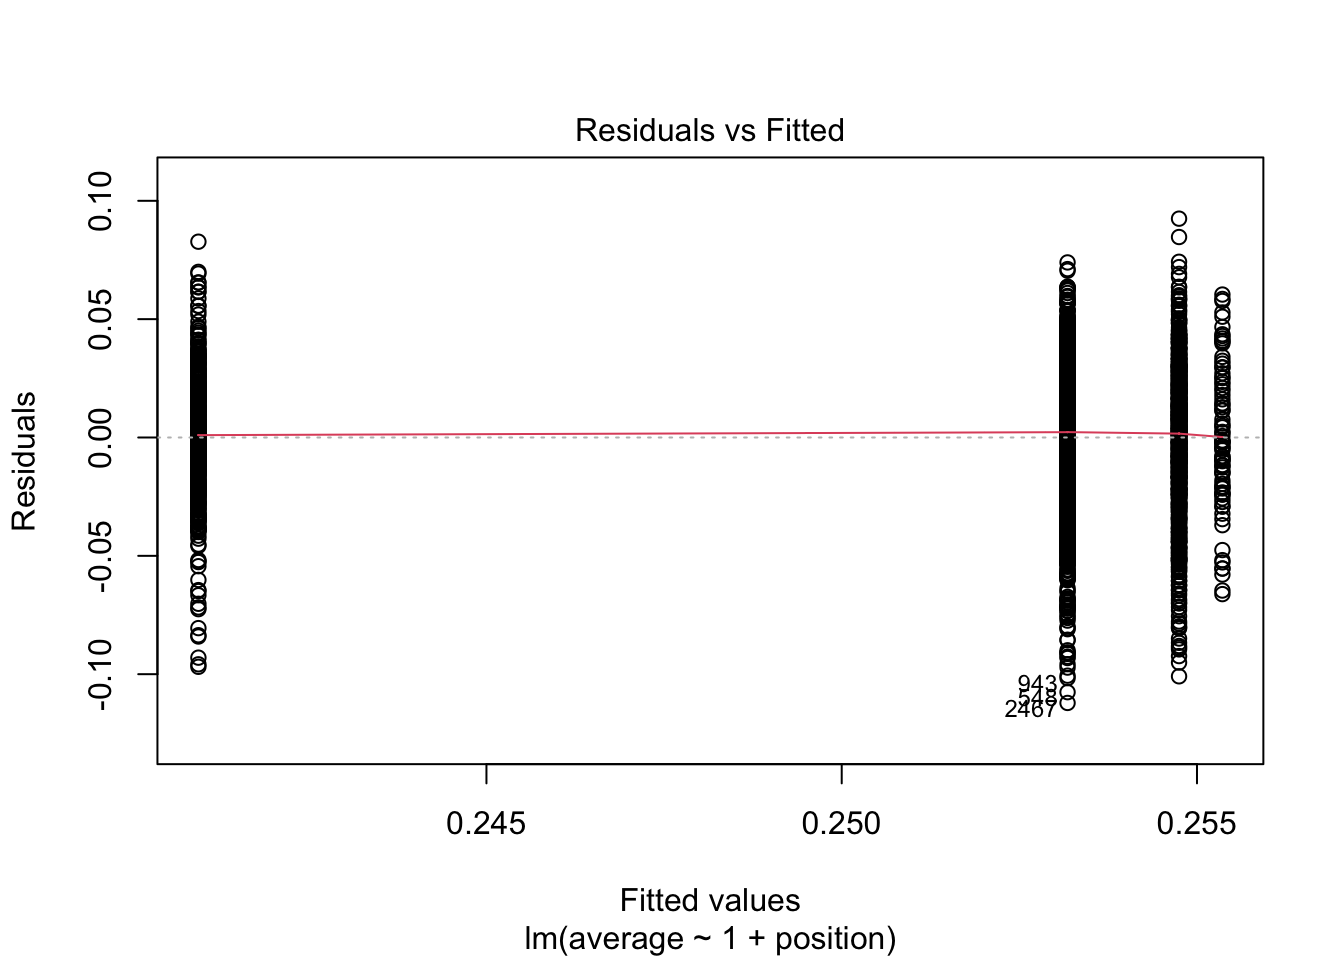 Residuals vs Fitted
Residuals
0.10
0.05
0.00
-0.05
-0.10
943
548
2467
0.245
0.250
0.255
Fitted values
lm(average ~ 1 + position)